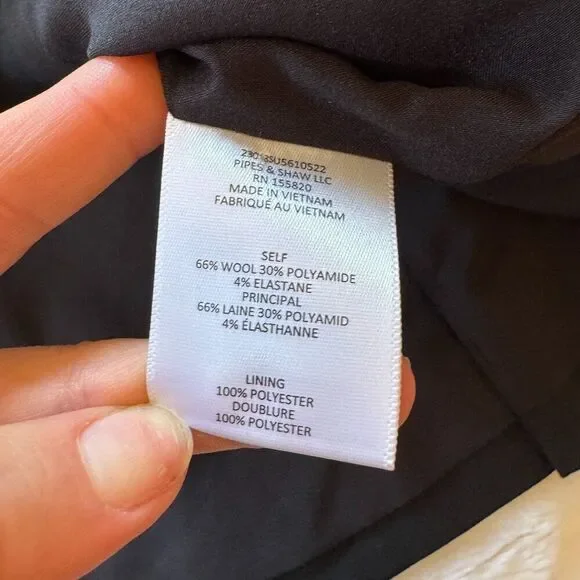 PIPES & SHAW LLC
RN 155820
MADE IN VIETNAM
FABRIQUÉ AU VIETNAM
SELF
66% WOOL 30% POLYAMIDE
4% ELASTANE
PRINCIPAL
66% LAINE 30% POLYAMID
4% ÉLASTHANNE
LINING
100% POLYESTER
DOUBLURE
100% POLYESTER